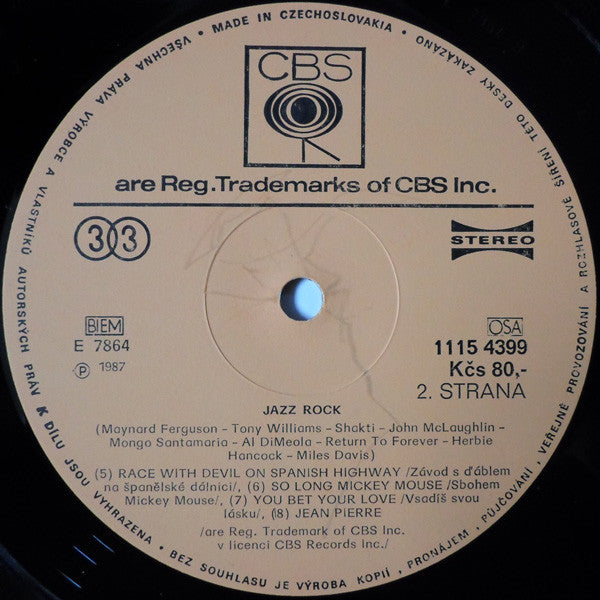 MADE IN CZECHOSLOVAKIA • VŠECHNA PRÁVA VÝROBCE A VLASTNÍKŮ AUTORSKÝCH PRÁV K DÍLU JSOU VYHRAZENA • BEZ SOUHLASU JE VÝROBA KOPIÍ, PRONÁJEM, PŮJČOVÁNÍ, VEŘEJNÉ PROVOZOVÁNÍ A ROZHLASOVÉ ŠÍŘENÍ TÉTO DESKY ZAKÁZÁNO •
CBS
are Reg.Trademarks of CBS Inc.
33
STEREO
BIEM
OSA
E 7864
1115 4399
Ⓟ 1987
Kčs 80,-
2. STRANA
JAZZ ROCK
(Maynard Ferguson - Tony Williams - Shakti - John McLaughlin -
Mongo Santamaria - Al DiMeola - Return To Forever - Herbie
Hancock - Miles Davis)
(5) RACE WITH DEVIL ON SPANISH HIGHWAY /Závod s ďáblem
na španělské dálnici/, (6) SO LONG MICKEY MOUSE /Sbohem
Mickey Mouse/, (7) YOU BET YOUR LOVE /Vsadíš svou
lásku/, (8) JEAN PIERRE
/are Reg. Trademark of CBS Inc.
v licenci CBS Records Inc./